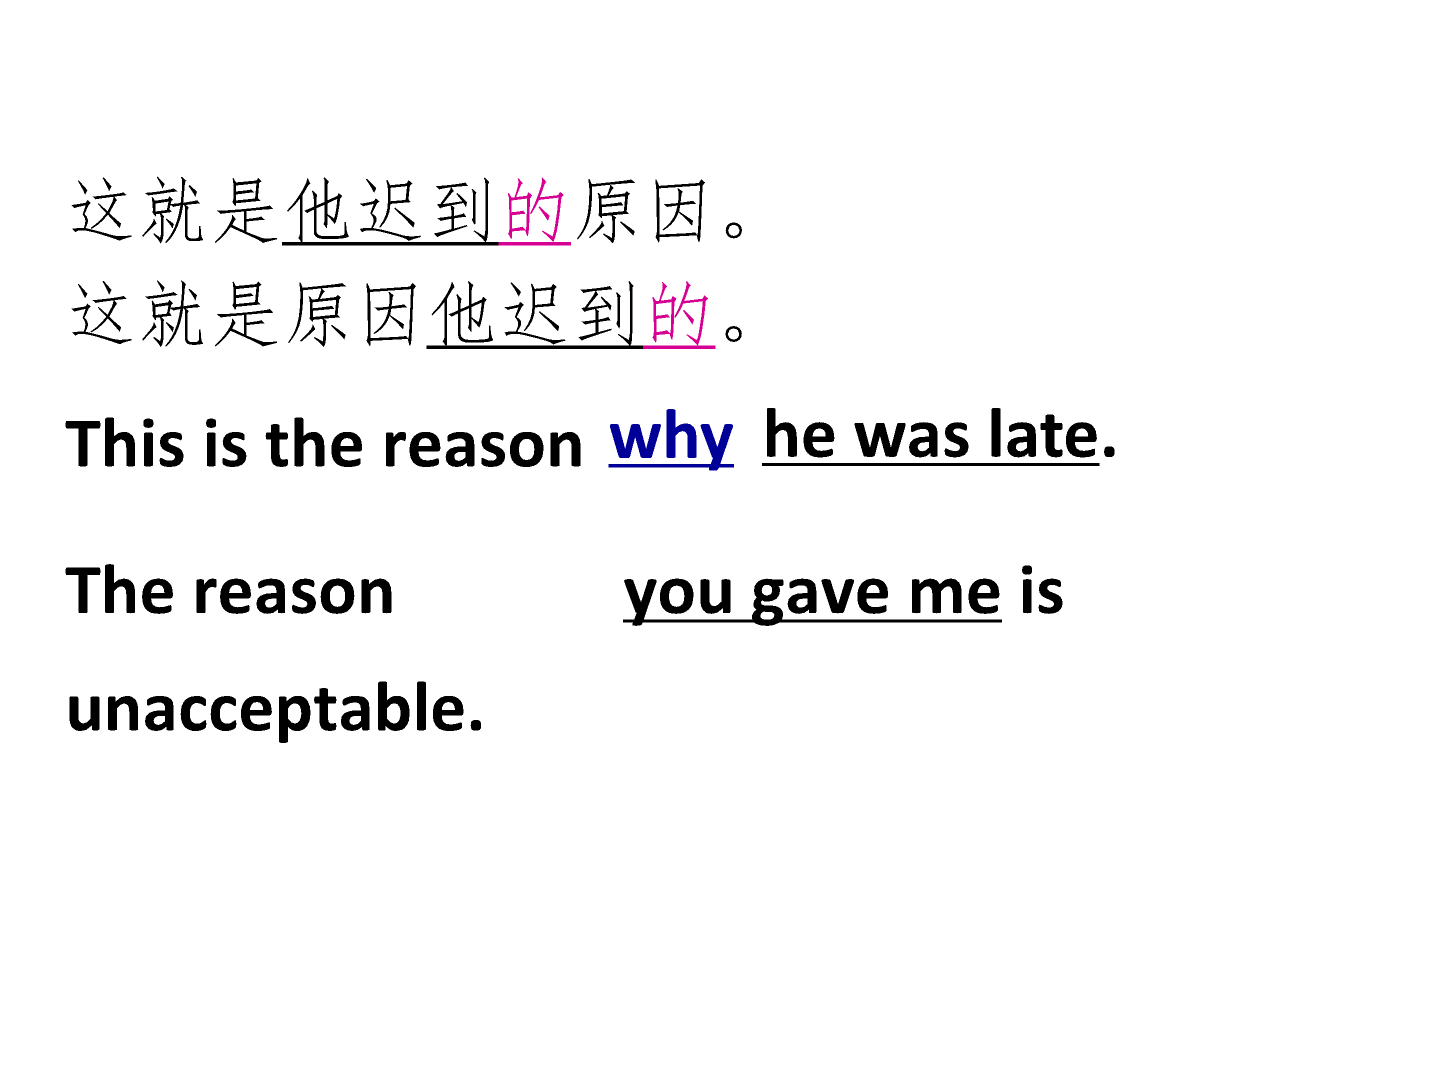 这就是他迟到的原因。
这就是原因他迟到的。
This is the reason why he was late.
The reason you gave me is
unacceptable.